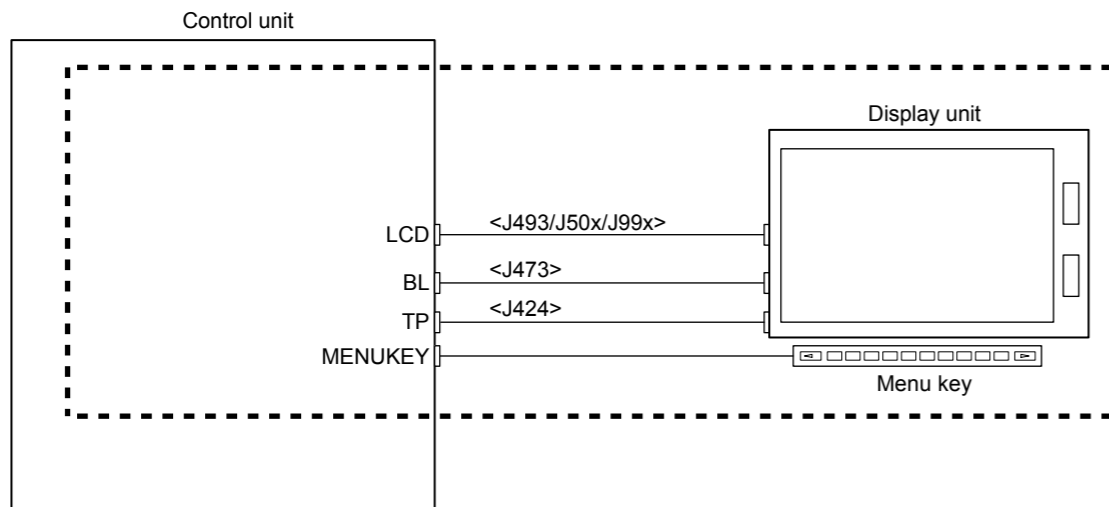 Control unit
Display unit
LCD
<J493/J50x/J99x>
BL
<J473>
TP
<J424>
MENUKEY
Menu key